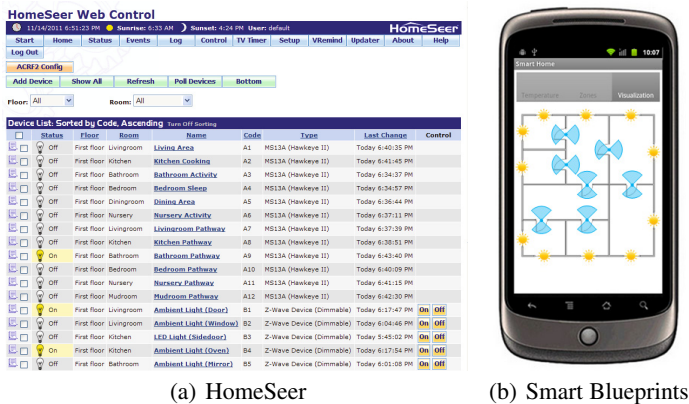 HomeSeer Web Control
11/14/2011 6:51:23 PM Sunrise: 6:33 AM Sunset: 4:24 PM User: default HomeSeer
Start Home Status Events Log Control TV Timer Setup VRemind Updater About Help
Log Out
ACRF2 Config
Add Device Show All Refresh Poll Devices Bottom
Floor: All Room: All
Device List: Sorted by Code, Ascending Turn Off Sorting
Status Floor Room Name Code Type Last Change Control
Off First floor Livingroom Living Area A1 MS13A (Hawkeye II) Today 6:40:35 PM
Off First floor Kitchen Kitchen Cooking A2 MS13A (Hawkeye II) Today 6:41:45 PM
Off First floor Bathroom Bathroom Activity A3 MS13A (Hawkeye II) Today 6:34:37 PM
Off First floor Bedroom Bedroom Sleep A4 MS13A (Hawkeye II) Today 6:34:57 PM
Off First floor Diningroom Dining Area A5 MS13A (Hawkeye II) Today 6:36:44 PM
Off First floor Nursery Nursery Activity A6 MS13A (Hawkeye II) Today 6:37:11 PM
Off First floor Livingroom Livingroom Pathway A7 MS13A (Hawkeye II) Today 6:37:39 PM
Off First floor Kitchen Kitchen Pathway A8 MS13A (Hawkeye II) Today 6:38:51 PM
On First floor Bathroom Bathroom Pathway A9 MS13A (Hawkeye II) Today 6:43:40 PM
Off First floor Bedroom Bedroom Pathway A10 MS13A (Hawkeye II) Today 6:40:09 PM
Off First floor Nursery Nursery Pathway A11 MS13A (Hawkeye II) Today 6:41:15 PM
Off First floor Mudroom Mudroom Pathway A12 MS13A (Hawkeye II) Today 6:42:30 PM
On First floor Livingroom Ambient Light (Door) B1 Z-Wave Device (Dimmable) Today 6:17:47 PM On Off
Off First floor Livingroom Ambient Light (Window) B2 Z-Wave Device (Dimmable) Today 6:04:46 PM On Off
Off First floor Kitchen LED Light (Sidedoor) B3 Z-Wave Device (Dimmable) Today 5:45:02 PM On Off
On First floor Kitchen Ambient Light (Oven) B4 Z-Wave Device (Dimmable) Today 6:17:54 PM On Off
Off First floor Bathroom Ambient Light (Mirror) B5 Z-Wave Device (Dimmable) Today 6:01:08 PM On Off
10:07
Smart Home
Temperature Zones Visualization
(a) HomeSeer
(b) Smart Blueprints